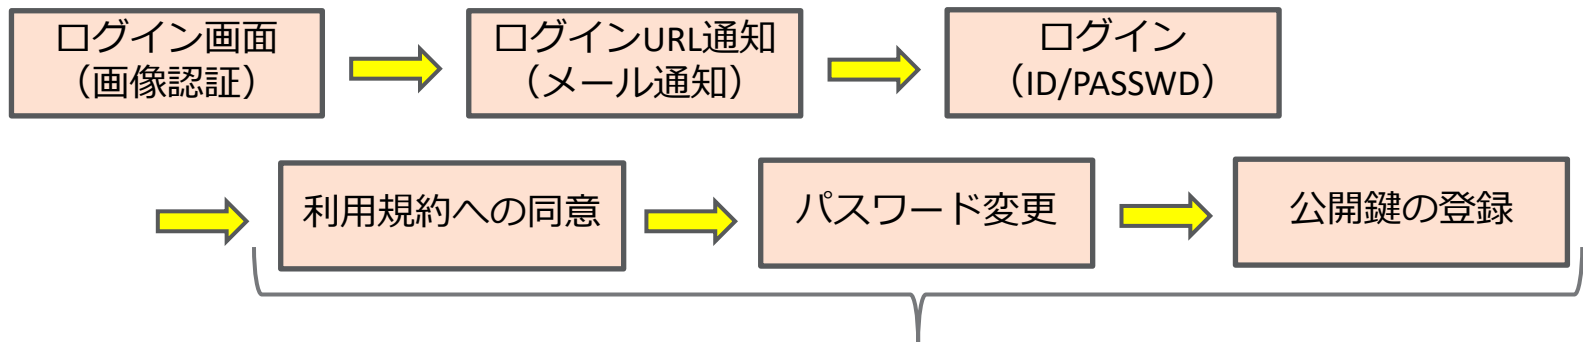 ログイン画面
（画像認証）
ログインURL通知
（メール通知）
ログイン
（ID/PASSWD）
利用規約への同意
パスワード変更
公開鍵の登録